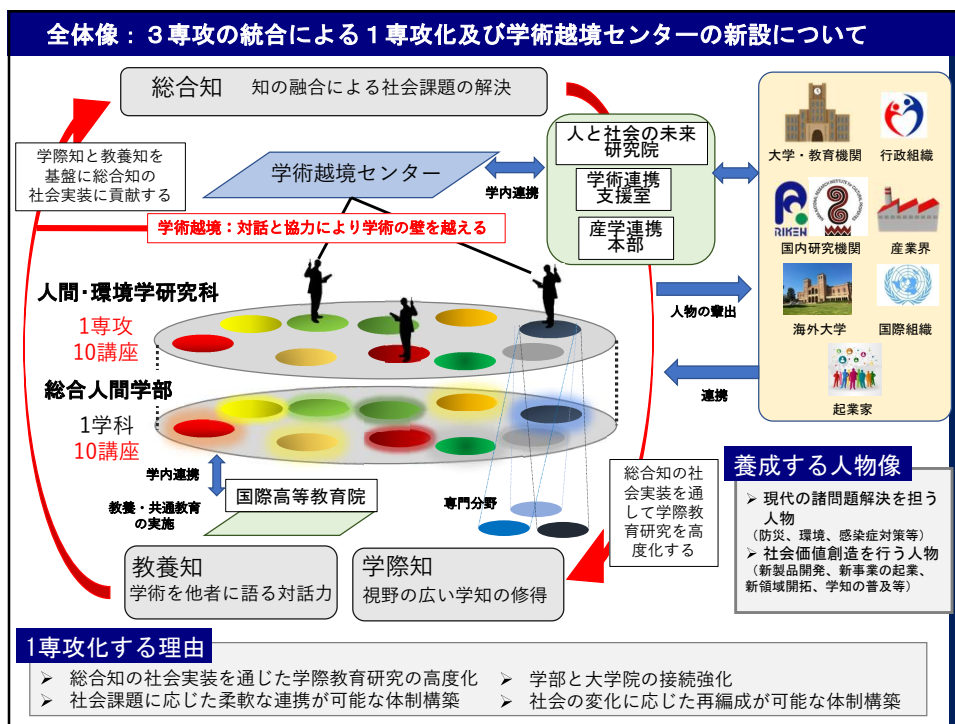 全体像：３専攻の統合による１専攻化及び学術越境センターの新設について
総合知　知の融合による社会課題の解決
学際知と教養知を
基盤に総合知の
社会実装に貢献する
学術越境センター
学内連携
人と社会の未来
研究院
学術連携
支援室
産学連携
本部
大学・教育機関
行政組織
RIKEN
国内研究機関
産業界
海外大学
国際組織
起業家
学術越境：対話と協力により学術の壁を越える
人物の輩出
連携
人間・環境学研究科
1専攻
10講座
総合人間学部
1学科
10講座
学内連携
教養・共通教育
の実施
国際高等教育院
専門分野
総合知の社
会実装を通
して学際教
育研究を高
度化する
教養知
学術を他者に語る対話力
学際知
視野の広い学知の修得
養成する人物像
➢ 現代の諸問題解決を担う
人物
（防災、環境、感染症対策等）
➢ 社会価値創造を行う人物
（新製品開発、新事業の起業、
新領域開拓、学知の普及等）
1専攻化する理由
➢ 総合知の社会実装を通じた学際教育研究の高度化
➢ 社会課題に応じた柔軟な連携が可能な体制構築
➢ 学部と大学院の接続強化
➢ 社会の変化に応じた再編成が可能な体制構築